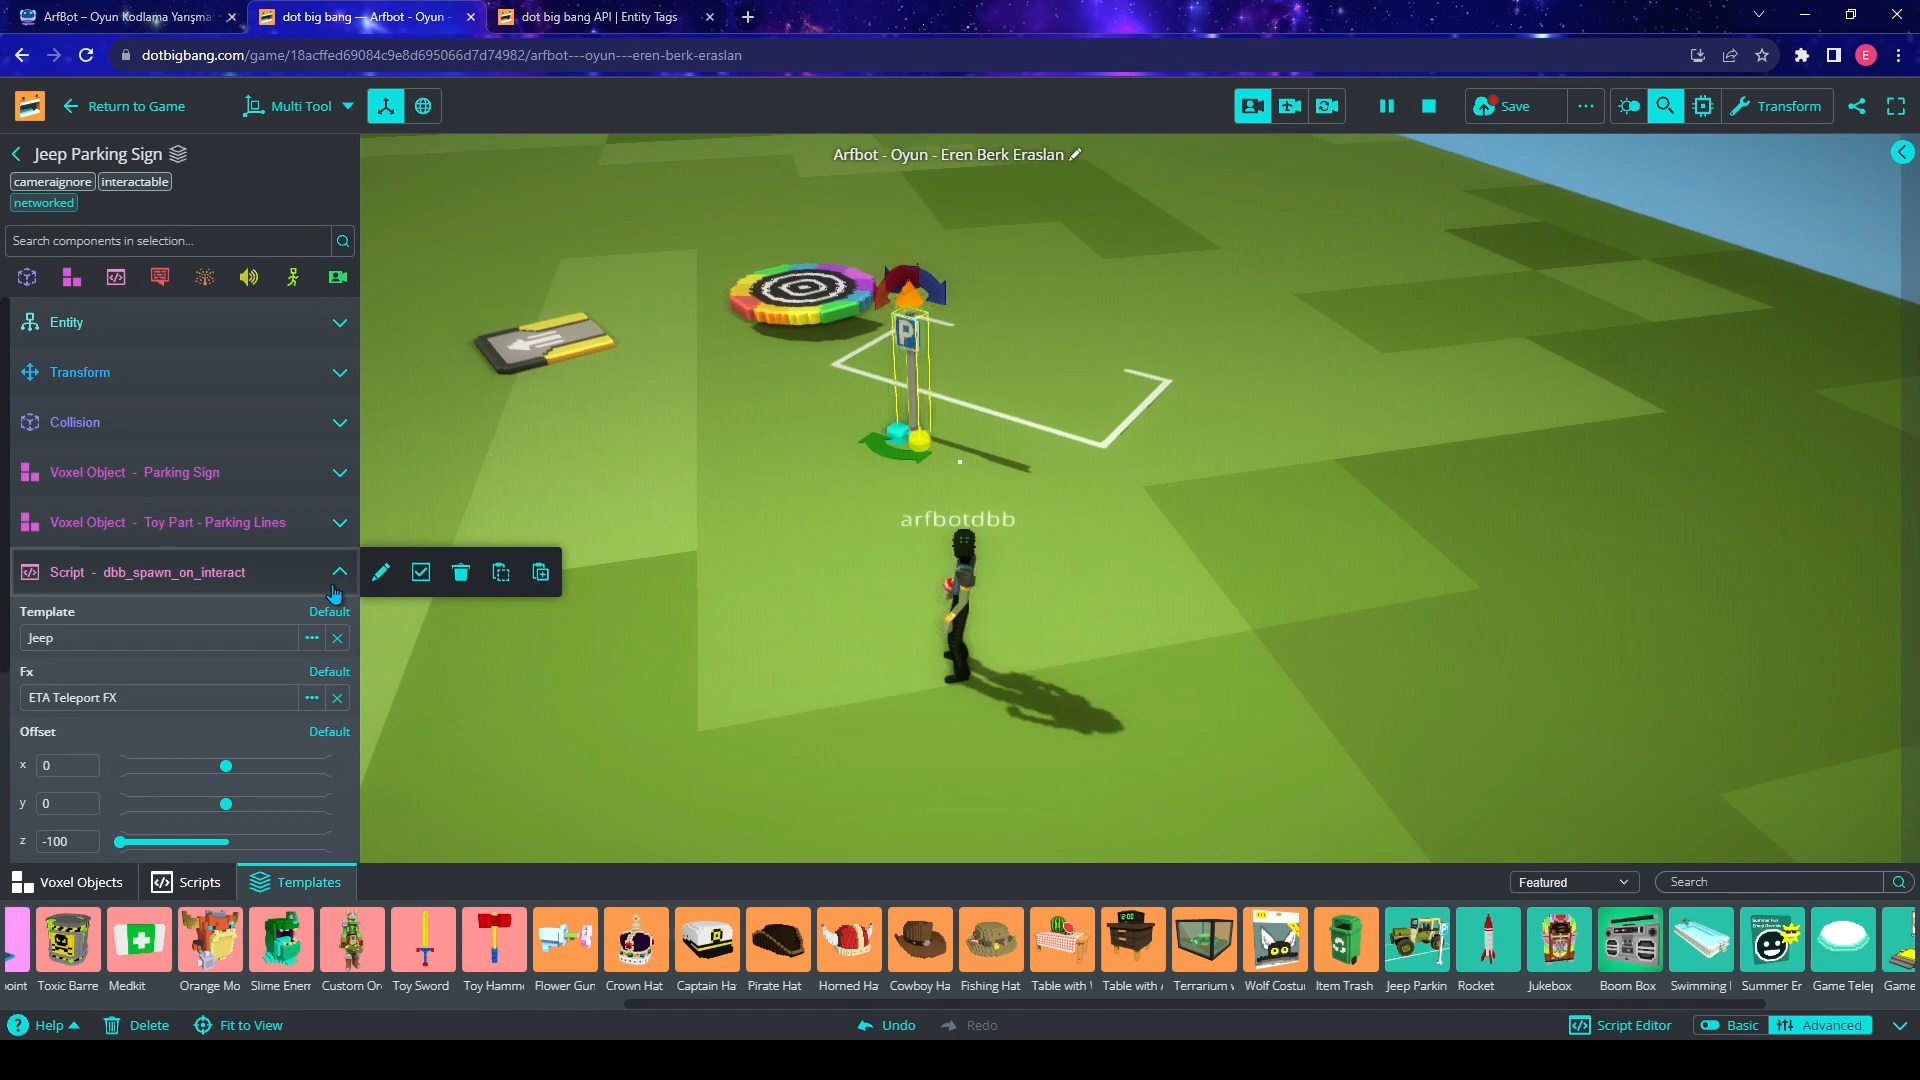 ArfBot – Oyun Kodlama Yarışma
dot big bang — Arfbot - Oyun -
dot big bang API | Entity Tags
dotbigbang.com/game/18acffed69084c9e8d695066d7d74982/arfbot---oyun---eren-berk-eraslan
E
Return to Game
Multi Tool
Save
Transform
Jeep Parking Sign
cameraignore
interactable
networked
Arfbot - Oyun - Eren Berk Eraslan
Search components in selection...
Entity
Transform
Collision
Voxel Object - Parking Sign
Voxel Object - Toy Part - Parking Lines
Script - dbb_spawn_on_interact
Template Default
Jeep
Fx Default
ETA Teleport FX
Offset Default
x 0
y 0
z -100
P
arfbotdbb
Voxel Objects
Scripts
Templates
Featured
Search
oint
Toxic Barre
Medkit
Orange Mo
Slime Enem
Custom Or
Toy Sword
Toy Hamme
Flower Gun
Crown Hat
Captain Ha
Pirate Hat
Horned Ha
Cowboy Ha
Fishing Hat
Table with
Table with
Terrarium
Wolf Costu
Item Trash
Jeep Parkin
Rocket
Jukebox
Boom Box
Swimming
Summer Er
Game Telep
Game
Help
Delete
Fit to View
Undo
Redo
Script Editor
Basic
Advanced